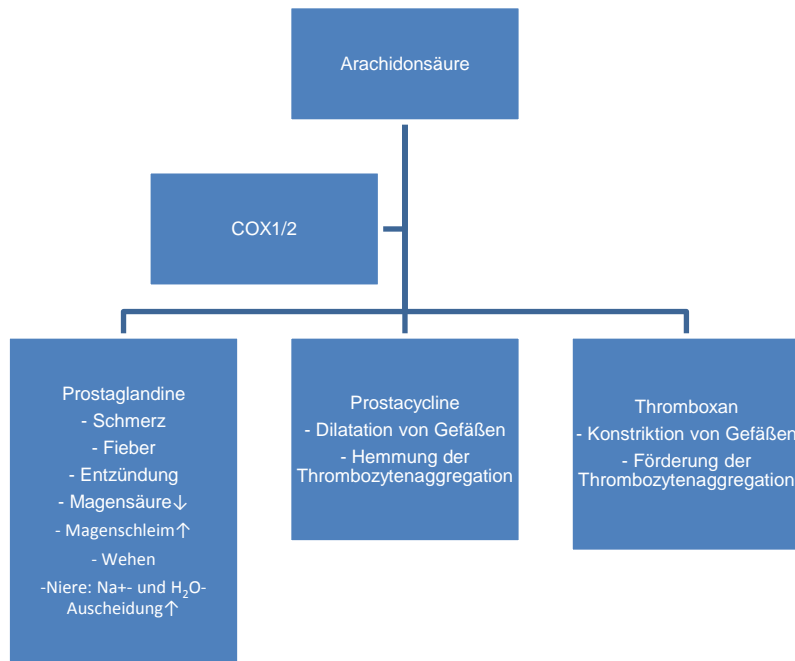 Arachidonsäure
COX1/2
Prostaglandine
- Schmerz
- Fieber
- Entzündung
- Magensäure↓
- Magenschleim↑
- Wehen
-Niere: Na+- und H₂O-
Auscheidung↑
Prostacycline
- Dilatation von Gefäßen
- Hemmung der
Thrombozytenaggregation
Thromboxan
- Konstriktion von Gefäßen
- Förderung der
Thrombozytenaggregation